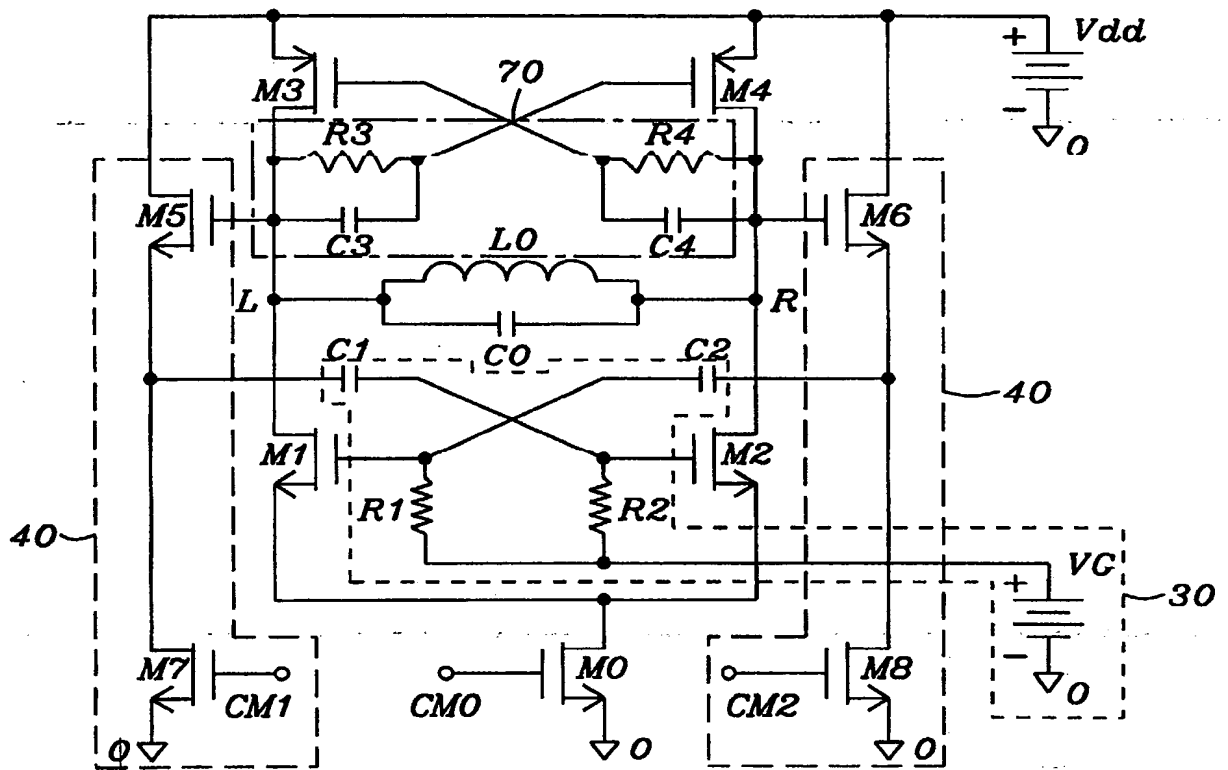 + Vdd
70
M3 M4
-
R3 R4 0
M5 M6
C3 C4
L0
L R
C0
C1 C2
40
M1 M2
R1 R2
40
VG
+
30
M7 M0 M8 -
CM1 CM0 CM2 0
0 0 0